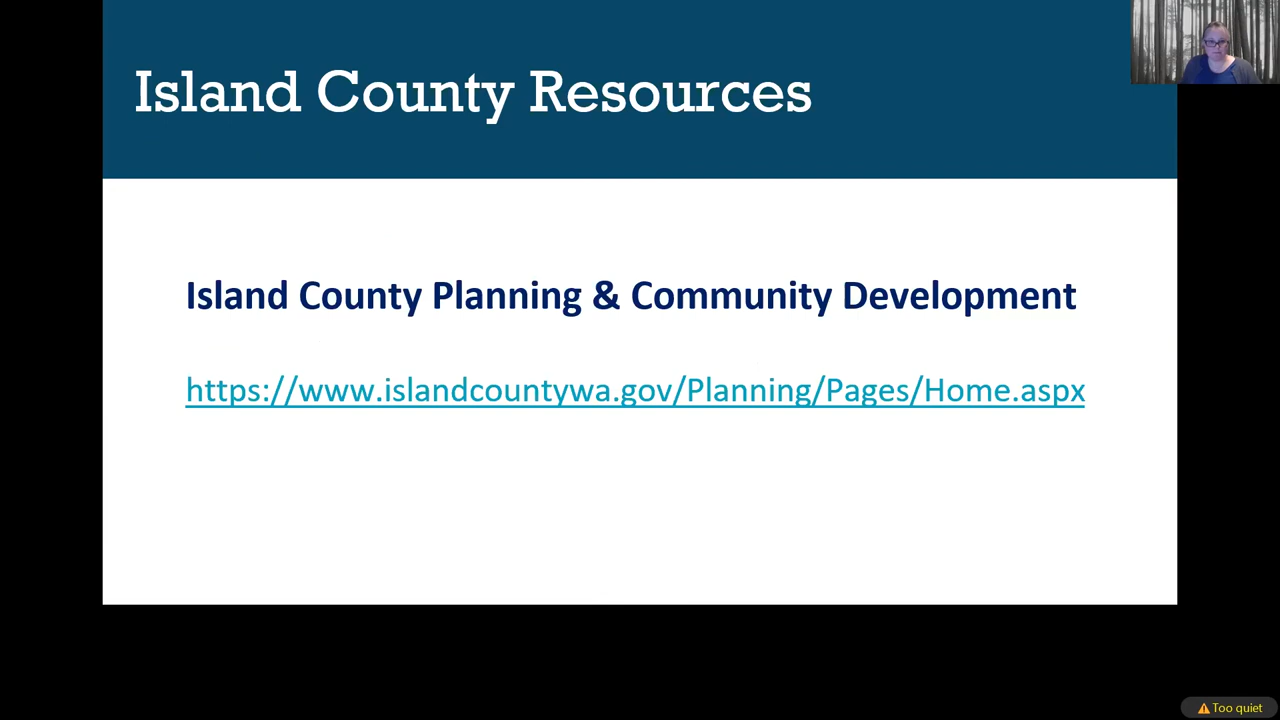 Island County Resources
Island County Planning & Community Development
https://www.islandcountywa.gov/Planning/Pages/Home.aspx
Too quiet